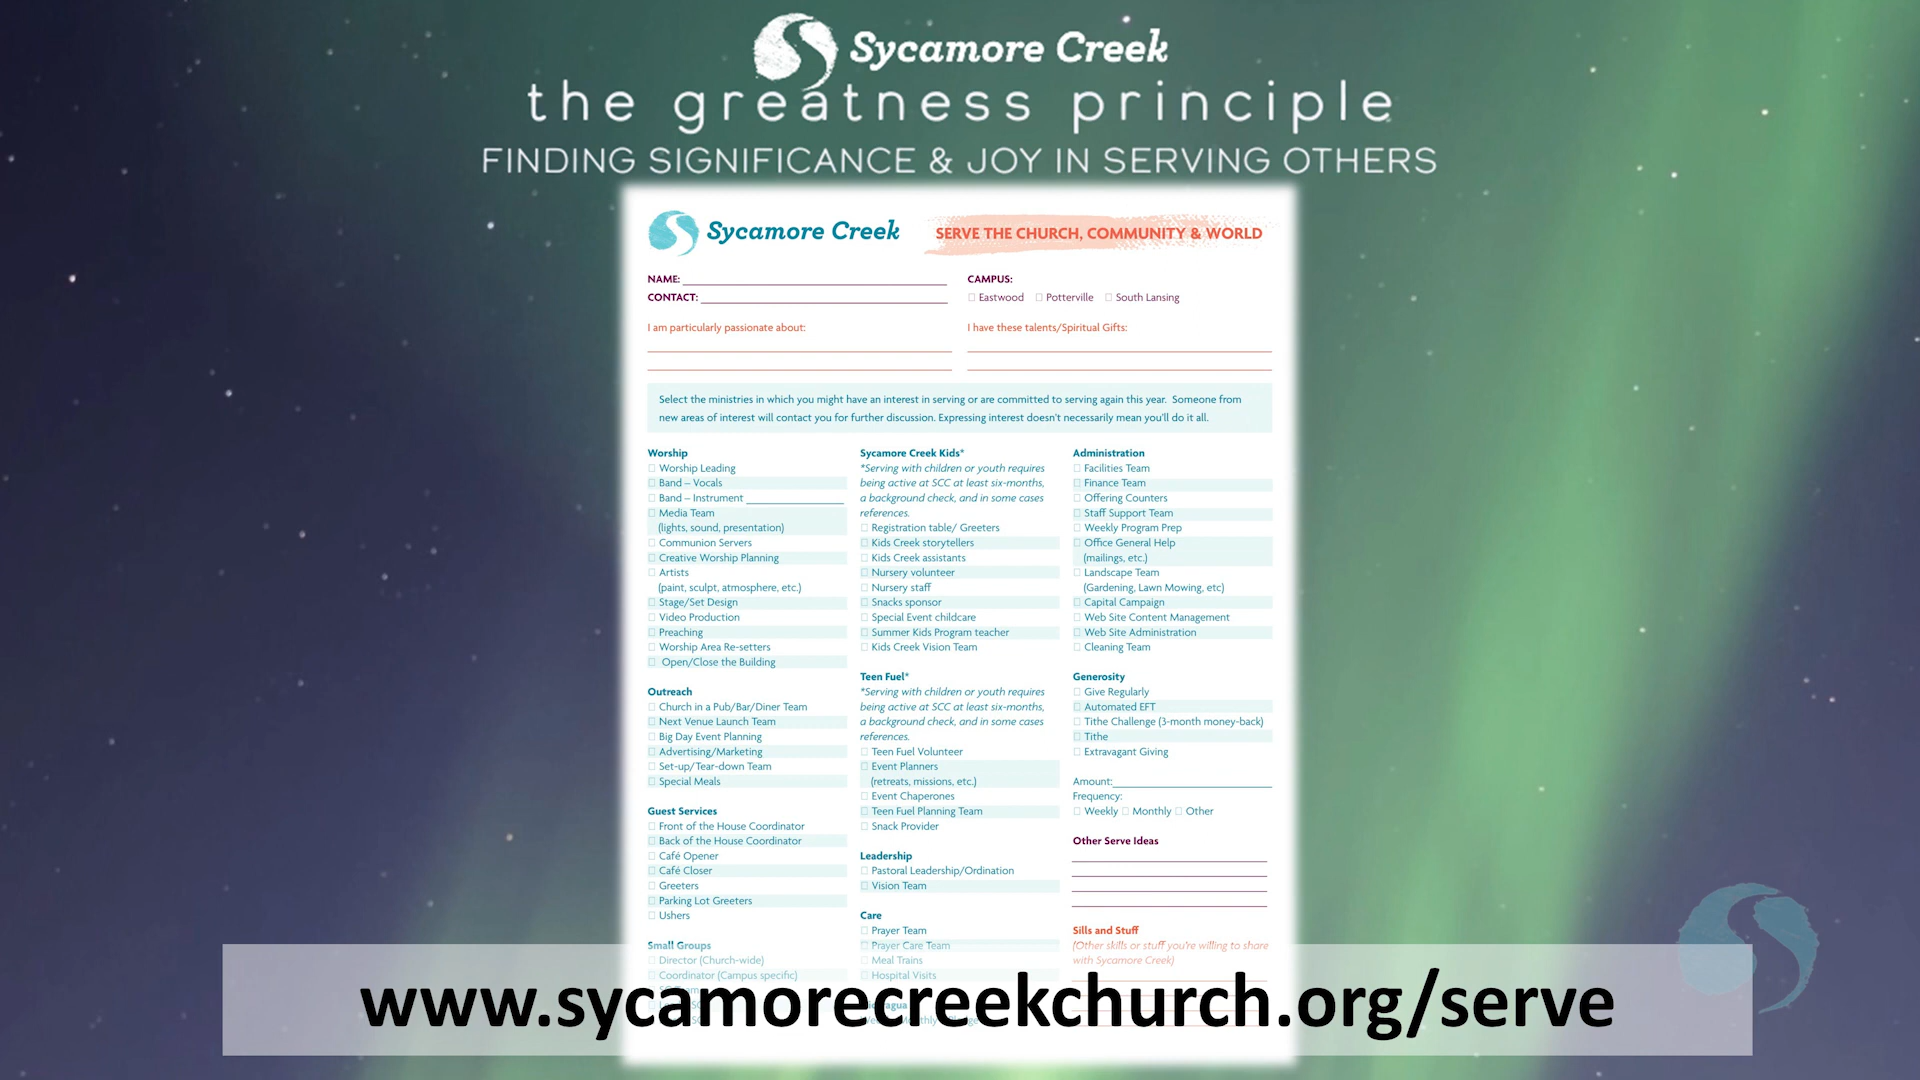 Sycamore Creek
the greatness principle
FINDING SIGNIFICANCE & JOY IN SERVING OTHERS
Sycamore Creek
SERVE THE CHURCH, COMMUNITY & WORLD
NAME:
CONTACT:
CAMPUS:
Eastwood Potterville South Lansing
I am particularly passionate about:
I have these talents/Spiritual Gifts:
Select the ministries in which you might have an interest in serving or are committed to serving again this year. Someone from
new areas of interest will contact you for further discussion. Expressing interest doesn't necessarily mean you'll do it all.
Worship
Worship Leading
Band – Vocals
Band – Instrument
Media Team
(lights, sound, presentation)
Communion Servers
Creative Worship Planning
Artists
(paint, sculpt, atmosphere, etc.)
Stage/Set Design
Video Production
Preaching
Worship Area Re-setters
Open/Close the Building
Outreach
Church in a Pub/Bar/Diner Team
Next Venue Launch Team
Big Day Event Planning
Advertising/Marketing
Set-up/Tear-down Team
Special Meals
Guest Services
Front of the House Coordinator
Back of the House Coordinator
Café Opener
Café Closer
Greeters
Parking Lot Greeters
Ushers
Small Groups
Director (Church-wide)
Coordinator (Campus specific)
Sycamore Creek Kids*
*Serving with children or youth requires
being active at SCC at least six-months,
a background check, and in some cases
references.
Registration table/ Greeters
Kids Creek storytellers
Kids Creek assistants
Nursery volunteer
Nursery staff
Snacks sponsor
Special Event childcare
Summer Kids Program teacher
Kids Creek Vision Team
Teen Fuel*
*Serving with children or youth requires
being active at SCC at least six-months,
a background check, and in some cases
references.
Teen Fuel Volunteer
Event Planners
(retreats, missions, etc.)
Event Chaperones
Teen Fuel Planning Team
Snack Provider
Leadership
Pastoral Leadership/Ordination
Vision Team
Care
Prayer Team
Prayer Care Team
Meal Trains
Hospital Visits
Administration
Facilities Team
Finance Team
Offering Counters
Staff Support Team
Weekly Program Prep
Office General Help
(mailings, etc.)
Landscape Team
(Gardening, Lawn Mowing, etc)
Capital Campaign
Web Site Content Management
Web Site Administration
Cleaning Team
Generosity
Give Regularly
Automated EFT
Tithe Challenge (3-month money-back)
Tithe
Extravagant Giving
Amount:
Frequency:
Weekly Monthly Other
Other Serve Ideas
Sills and Stuff
(Other skills or stuff you're willing to share
with Sycamore Creek)
www.sycamorecreekchurch.org/serve